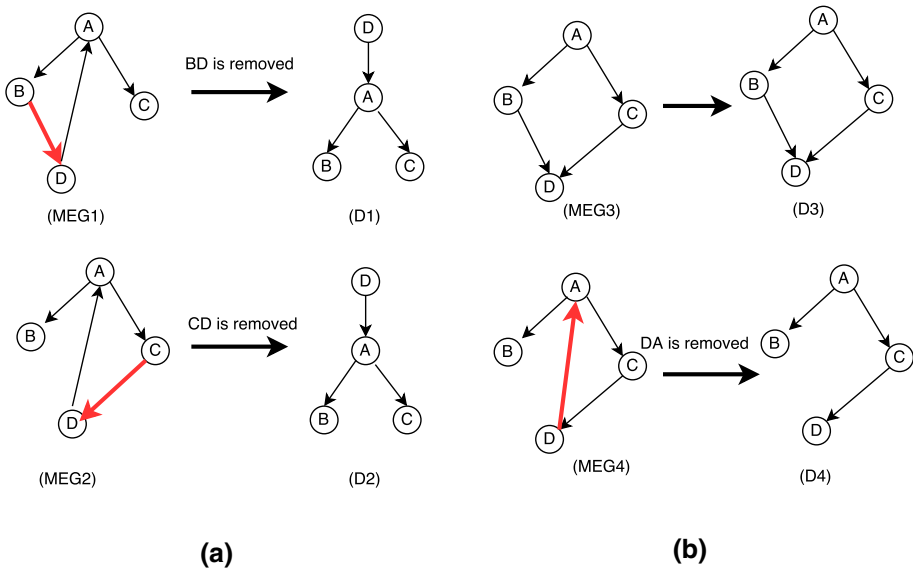 A
B
C
D
(MEG1)
BD is removed
D
A
B
C
(D1)
A
B
C
D
(MEG2)
CD is removed
D
A
B
C
(D2)
(a)
A
B
C
D
(MEG3)
A
B
C
D
(D3)
A
B
C
D
(MEG4)
DA is removed
A
B
C
D
(D4)
(b)